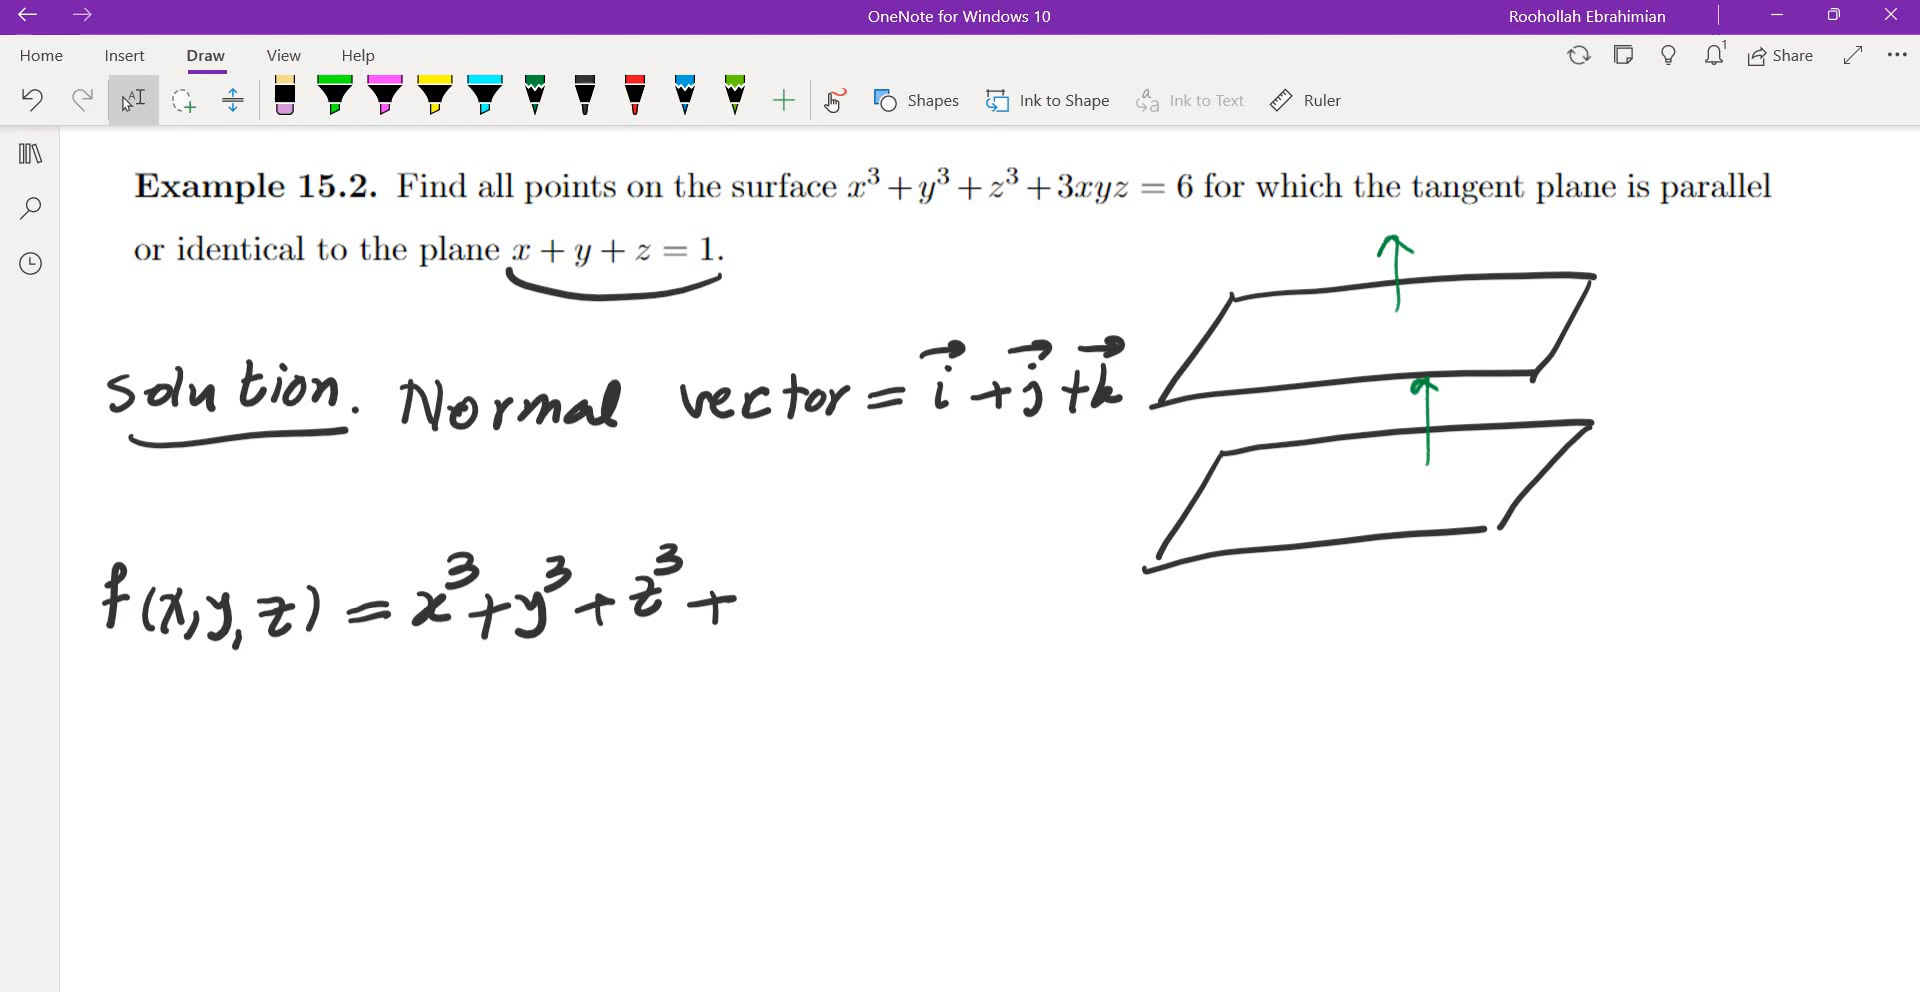 OneNote for Windows 10
Roohollah Ebrahimian
Home Insert Draw View Help
1 Share
AI Shapes Ink to Shape a a Ink to Text Ruler
Example 15.2. Find all points on the surface x³ + y³ + z³ + 3xyz = 6 for which the tangent plane is parallel
or identical to the plane x + y + z = 1.
Solution. Normal vector = i⃗ + j⃗ + k⃗
f(x,y,z) = x³ + y³ + z³ +